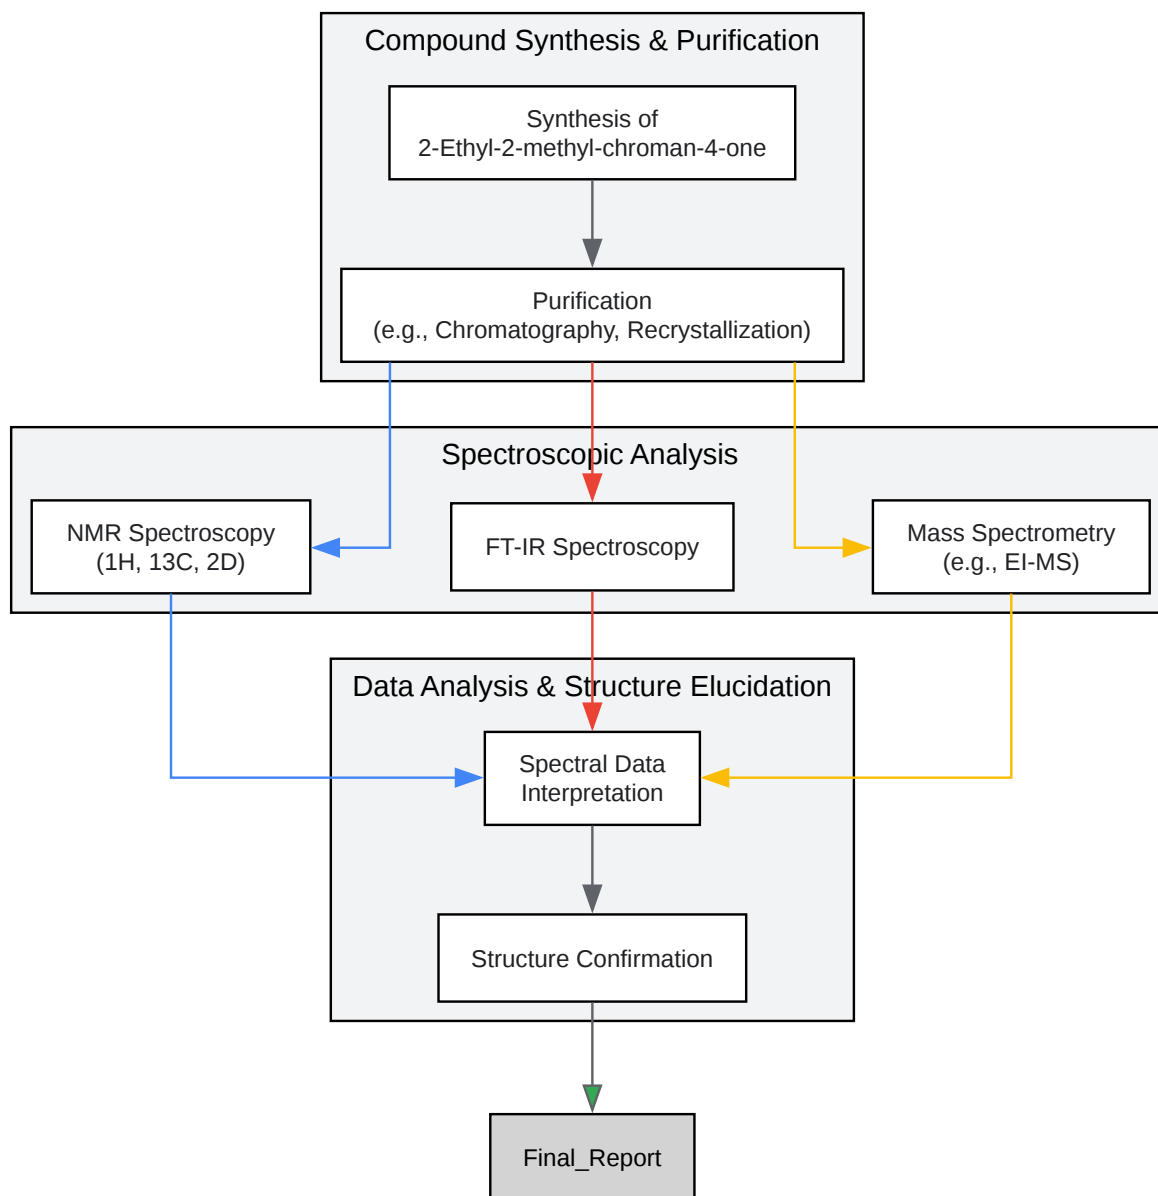 Compound Synthesis & Purification
Synthesis of
2-Ethyl-2-methyl-chroman-4-one
Purification
(e.g., Chromatography, Recrystallization)
Spectroscopic Analysis
NMR Spectroscopy
(1H, 13C, 2D)
FT-IR Spectroscopy
Mass Spectrometry
(e.g., EI-MS)
Data Analysis & Structure Elucidation
Spectral Data
Interpretation
Structure Confirmation
Final_Report